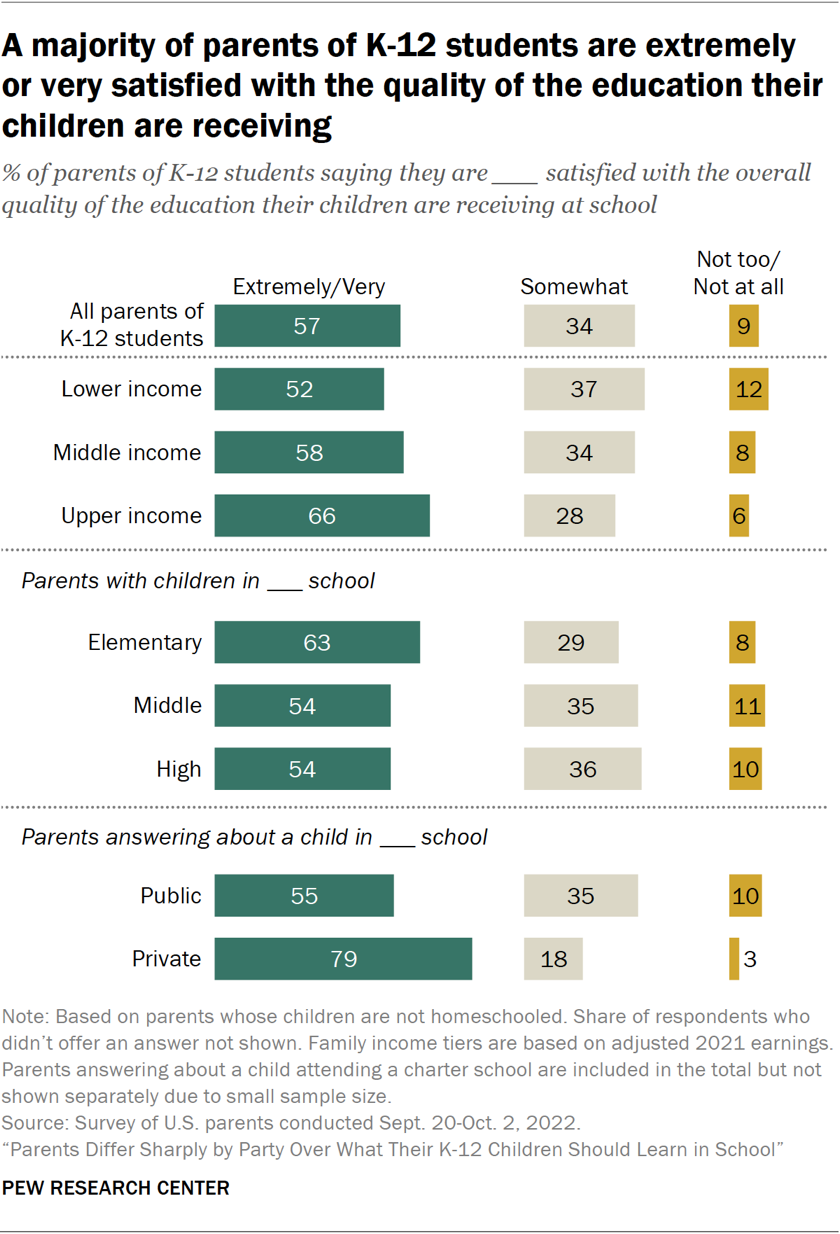 A majority of parents of K-12 students are extremely
or very satisfied with the quality of the education their
children are receiving
% of parents of K-12 students saying they are ___ satisfied with the overall
quality of the education their children are receiving at school
Extremely/Very
Somewhat
Not too/
Not at all
All parents of
K-12 students
57
34
9
Lower income
52
37
12
Middle income
58
34
8
Upper income
66
28
6
Parents with children in ___ school
Elementary
63
29
8
Middle
54
35
11
High
54
36
10
Parents answering about a child in ___ school
Public
55
35
10
Private
79
18
3
Note: Based on parents whose children are not homeschooled. Share of respondents who
didn’t offer an answer not shown. Family income tiers are based on adjusted 2021 earnings.
Parents answering about a child attending a charter school are included in the total but not
shown separately due to small sample size.
Source: Survey of U.S. parents conducted Sept. 20-Oct. 2, 2022.
“Parents Differ Sharply by Party Over What Their K-12 Children Should Learn in School”
PEW RESEARCH CENTER